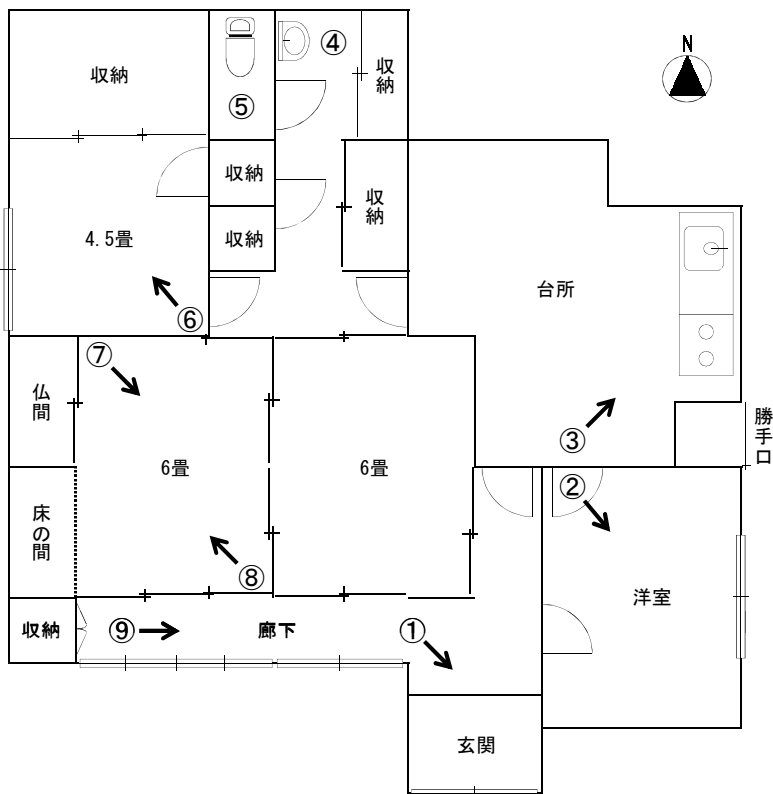 N
④
収納
収納
⑤
収納
収納
4.5畳
収納
台所
⑥
⑦
仏間
③
勝手口
6畳
6畳
②
床の間
⑧
洋室
収納
⑨
廊下
①
玄関